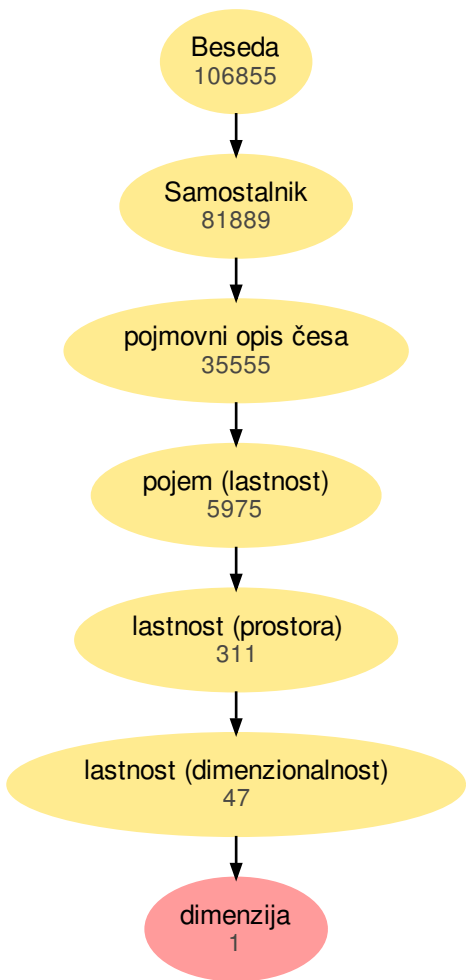 Beseda
106855
Samostalnik
81889
pojmovni opis česa
35555
pojem (lastnost)
5975
lastnost (prostora)
311
lastnost (dimenzionalnost)
47
dimenzija
1